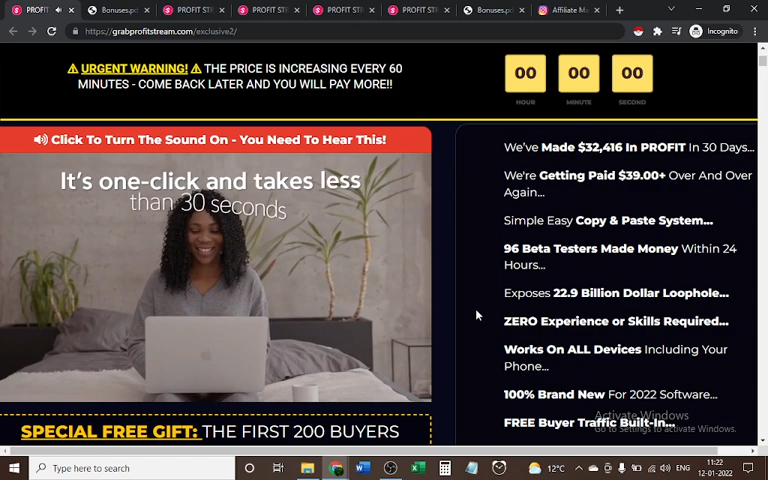 PROFIT
Bonuses.pd
PROFIT STR
PROFIT STR
PROFIT STR
PROFIT STR
Bonuses.pd
Affiliate Ma
https://grabprofitstream.com/exclusive2/
Incognito
⚠ URGENT WARNING! ⚠ THE PRICE IS INCREASING EVERY 60
MINUTES - COME BACK LATER AND YOU WILL PAY MORE!!
00 00 00
HOUR MINUTE SECOND
Click To Turn The Sound On - You Need To Hear This!
It's one-click and takes less
than 30 seconds
SPECIAL FREE GIFT: THE FIRST 200 BUYERS
We've Made $32,416 In PROFIT In 30 Days...
We're Getting Paid $39.00+ Over And Over
Again...
Simple Easy Copy & Paste System...
96 Beta Testers Made Money Within 24
Hours...
Exposes 22.9 Billion Dollar Loophole...
ZERO Experience or Skills Required...
Works On ALL Devices Including Your
Phone...
100% Brand New For 2022 Software...
FREE Buyer Traffic Built-In...
Activate Windows
Go to Settings to activate Windows.
Type here to search
12°C
ENG
11:22
12-01-2022